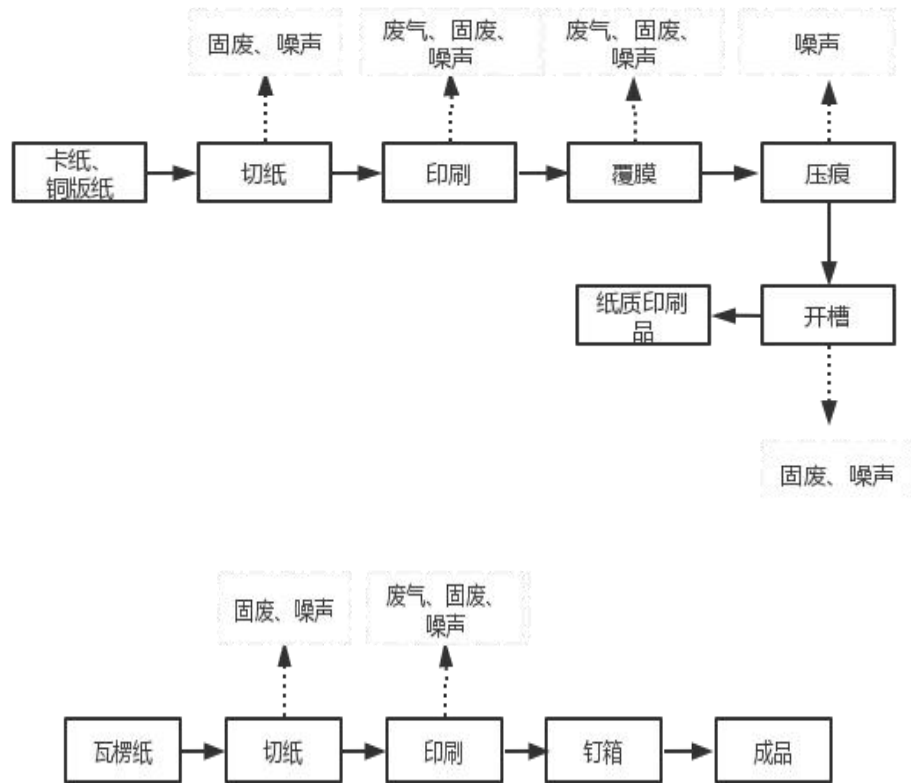 固废、噪声
废气、固废、
噪声
废气、固废、
噪声
噪声
卡纸、
铜版纸
切纸
印刷
覆膜
压痕
纸质印刷
品
开槽
固废、噪声
固废、噪声
废气、固废、
噪声
瓦楞纸
切纸
印刷
钉箱
成品